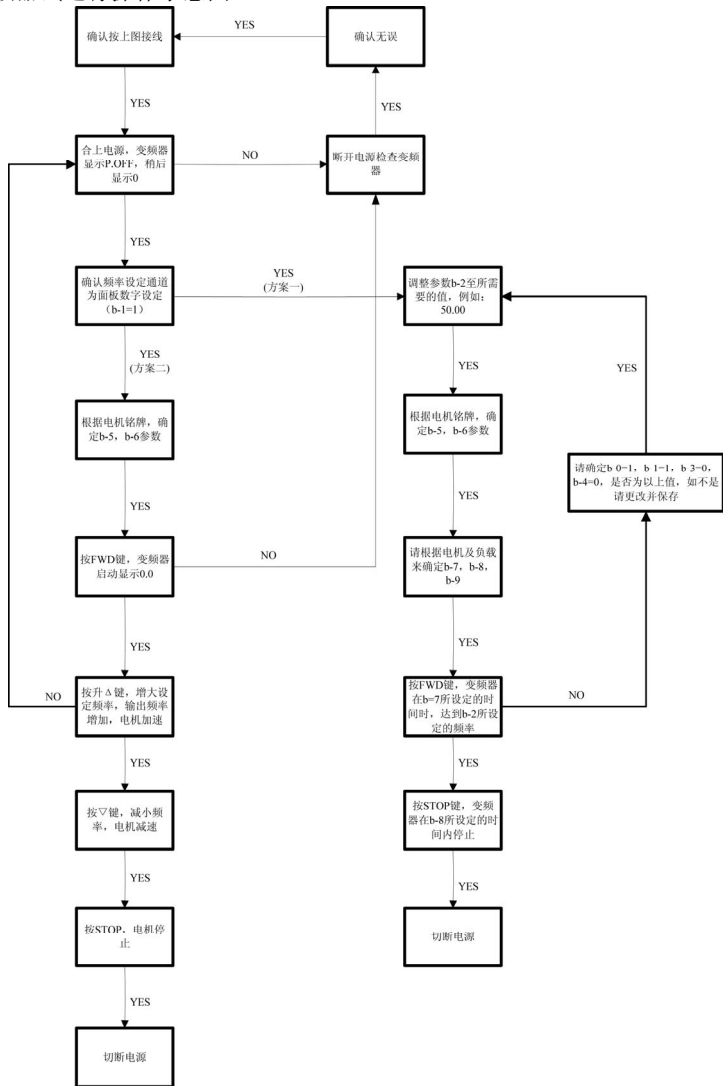 确认按上图接线
YES
确认无误
YES
YES
合上电源，变频器
显示P.OFF，稍后
显示0
NO
断开电源检查变频
器
YES
确认频率设定通道
为面板数字设定
（b-1=1）
YES
(方案一)
调整参数b-2至所需
要的值，例如：
50.00
YES
(方案二)
YES
YES
根据电机铭牌，确
定b-5，b-6参数
根据电机铭牌，确
定b-5，b-6参数
请确定b-0=1，b-1=1，b-3=0，
b-4=0，是否为以上值，如不是
请更改并保存
YES
YES
按FWD键，变频器
启动显示0.0
NO
请根据电机及负载
来确定b-7，b-8，
b-9
YES
YES
NO
按升Δ键，增大设
定频率，输出频率
增加，电机加速
按FWD键，变频器
在b=7所设定的时
间时，达到b-2所设
定的频率
NO
YES
YES
按▽键，减小频
率，电机减速
按STOP键，变频
器在b-8所设定的时
间内停止
YES
YES
按STOP，电机停
止
切断电源
YES
切断电源